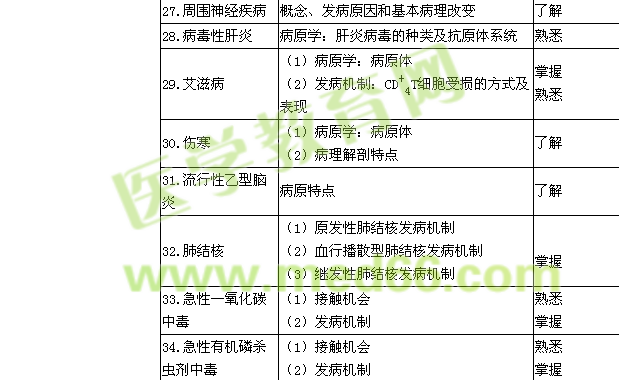 27.周围神经疾病 概念、发病原因和基本病理改变 了解
28.病毒性肝炎 病原学：肝炎病毒的种类及抗原体系统 熟悉
29.艾滋病
（1）病原学：病原体
（2）发病机制：CD⁺₄T细胞受损的方式及
表现
掌握
熟悉
30.伤寒
（1）病原学：病原体
（2）病理解剖特点
了解
31.流行性乙型脑
炎
病原特点
了解
32.肺结核
（1）原发性肺结核发病机制
（2）血行播散型肺结核发病机制
（3）继发性肺结核发病机制
掌握
33.急性一氧化碳
中毒
（1）接触机会
（2）发病机制
熟悉
掌握
34.急性有机磷杀
虫剂中毒
（1）接触机会
（2）发病机制
熟悉
掌握
医学教育网
www.med66.com